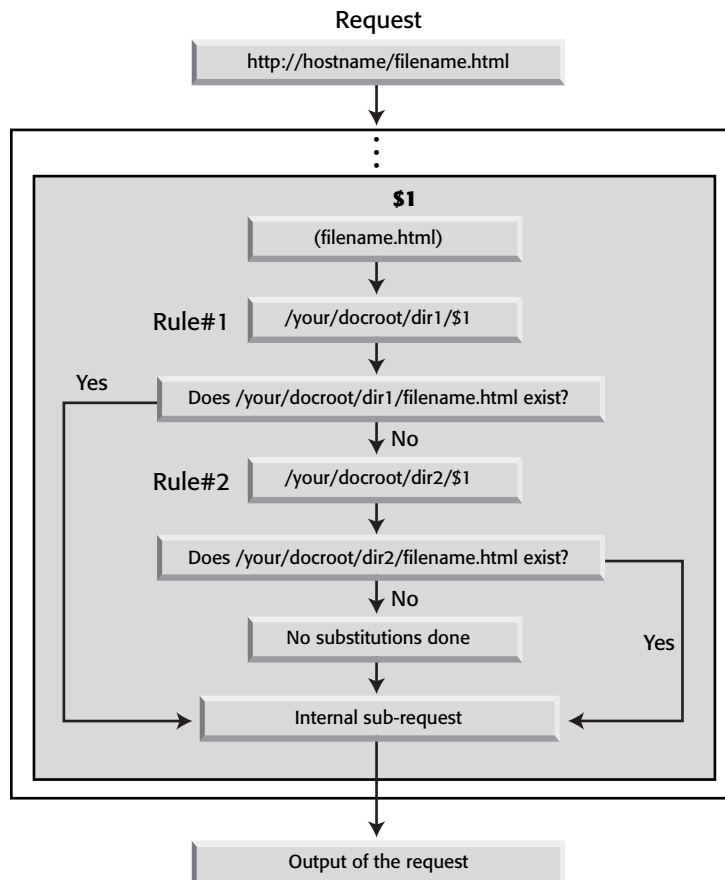 Request
http://hostname/filename.html
$1
(filename.html)
Rule#1
/your/docroot/dir1/$1
Yes
Does /your/docroot/dir1/filename.html exist?
No
Rule#2
/your/docroot/dir2/$1
Does /your/docroot/dir2/filename.html exist?
No
No substitutions done
Yes
Internal sub-request
Output of the request